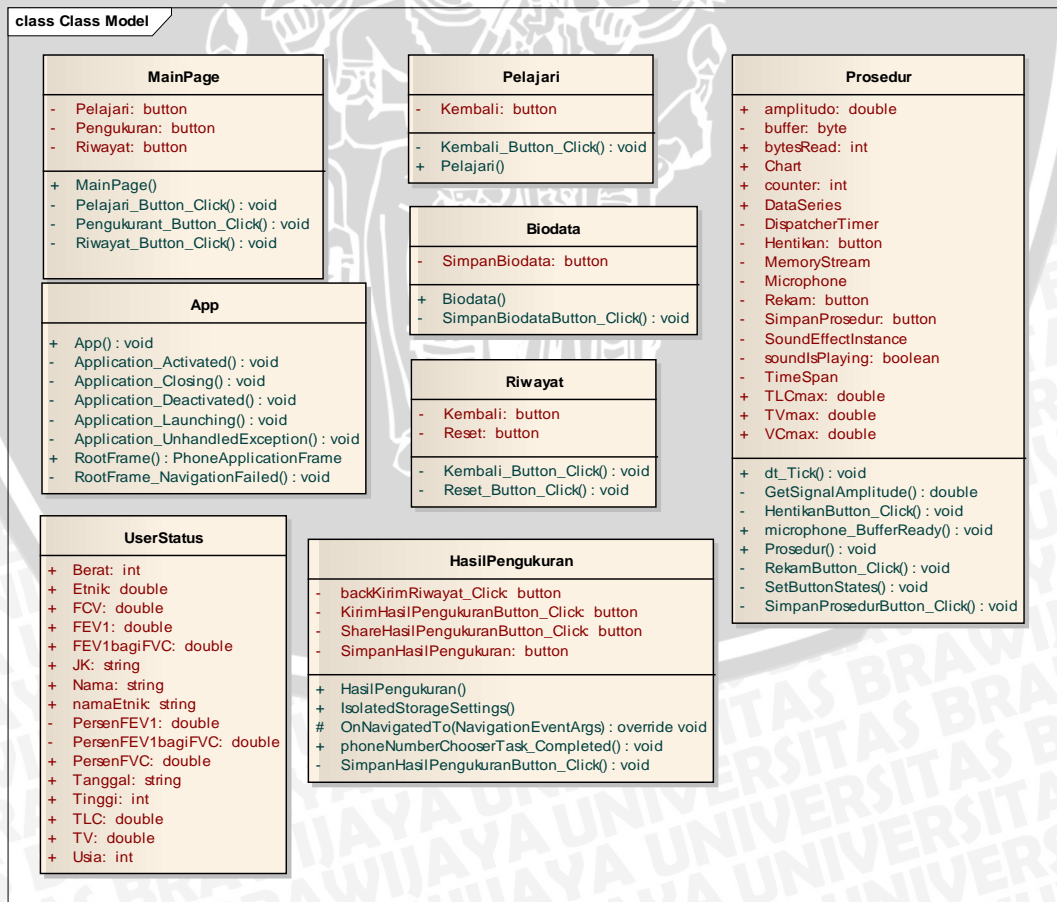 class Class Model
MainPage
- Pelajari: button
- Pengukuran: button
- Riwayat: button
+ MainPage()
- Pelajari_Button_Click() : void
- Pengukurant_Button_Click() : void
- Riwayat_Button_Click() : void
Pelajari
- Kembali: button
- Kembali_Button_Click() : void
+ Pelajari()
Prosedur
+ amplitudo: double
- buffer: byte
+ bytesRead: int
+ Chart
+ counter: int
+ DataSeries
- DispatcherTimer
- Hentikan: button
- MemoryStream
- Microphone
- Rekam: button
- SimpanProsedur: button
- SoundEffectInstance
- soundIsPlaying: boolean
- TimeSpan
+ TLCmax: double
+ TVmax: double
+ VCmax: double
+ dt_Tick() : void
- GetSignalAmplitude() : double
- HentikanButton_Click() : void
+ microphone_BufferReady() : void
+ Prosedur() : void
- RekamButton_Click() : void
- SetButtonStates() : void
- SimpanProsedurButton_Click() : void
Biodata
- SimpanBiodata: button
+ Biodata()
- SimpanBiodataButton_Click() : void
App
+ App() : void
- Application_Activated() : void
- Application_Closing() : void
- Application_Deactivated() : void
- Application_Launching() : void
- Application_UnhandledException() : void
+ RootFrame() : PhoneApplicationFrame
- RootFrame_NavigationFailed() : void
Riwayat
- Kembali: button
- Reset: button
- Kembali_Button_Click() : void
- Reset_Button_Click() : void
UserStatus
+ Berat: int
+ Etnik: double
+ FCV: double
+ FEV1: double
+ FEV1bagiFVC: double
+ JK: string
+ Nama: string
+ namaEtnik: string
- PersenFEV1: double
- PersenFEV1bagiFVC: double
+ PersenFVC: double
+ Tanggal: string
+ Tinggi: int
+ TLC: double
+ TV: double
+ Usia: int
HasilPengukuran
- backKirimRiwayat_Click: button
- KirimHasilPengukuranButton_Click: button
- ShareHasilPengukuranButton_Click: button
- SimpanHasilPengukuran: button
+ HasilPengukuran()
+ IsolatedStorageSettings()
# OnNavigatedTo(NavigationEventArgs) : override void
+ phoneNumberChooserTask_Completed() : void
- SimpanHasilPengukuranButton_Click() : void